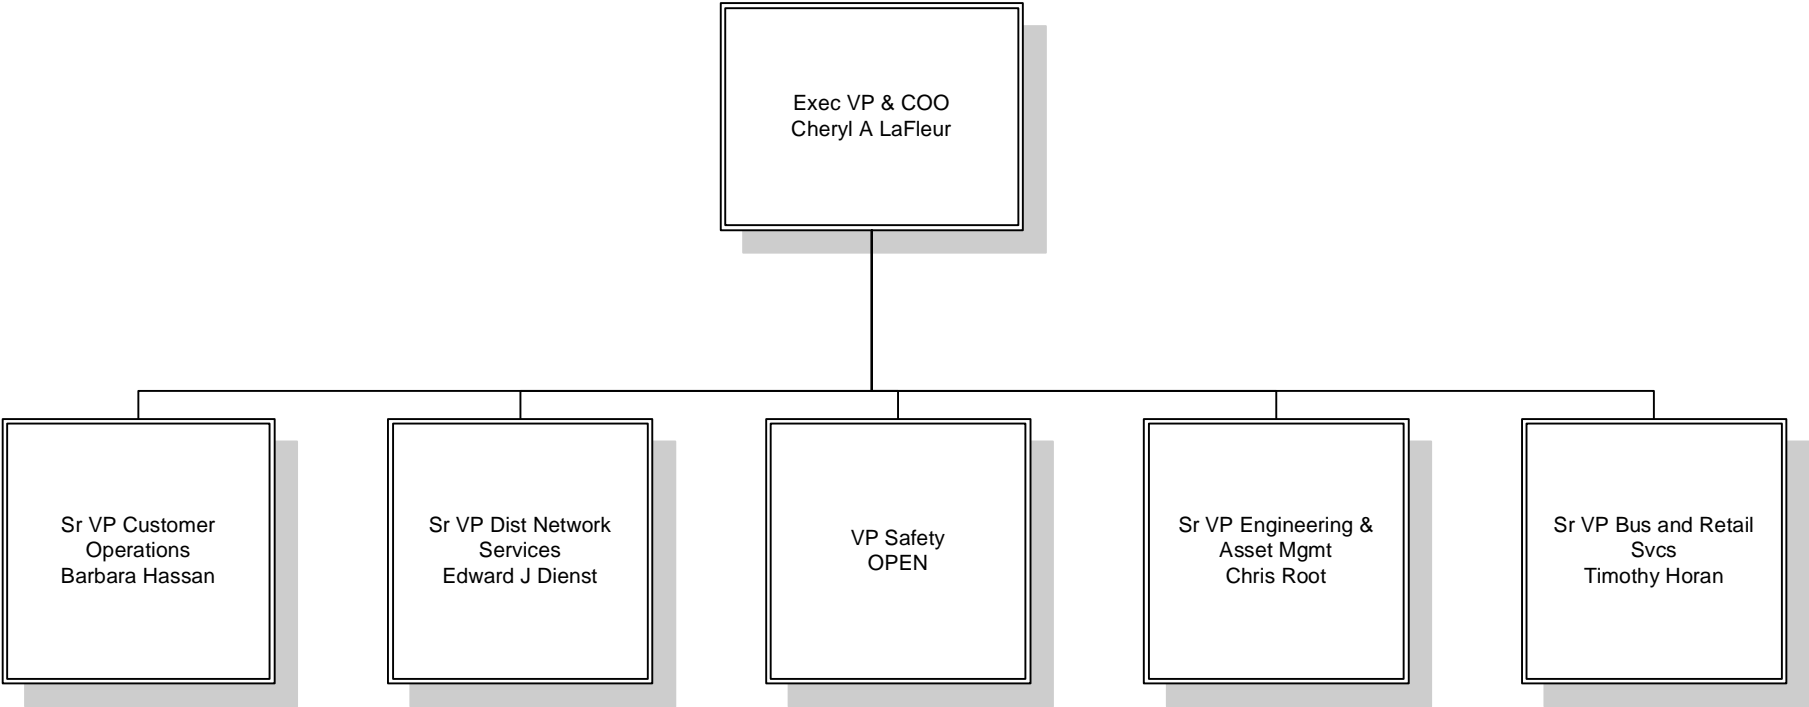 Exec VP & COO
Cheryl A LaFleur
Sr VP Customer
Operations
Barbara Hassan
Sr VP Dist Network
Services
Edward J Dienst
VP Safety
OPEN
Sr VP Engineering &
Asset Mgmt
Chris Root
Sr VP Bus and Retail
Svcs
Timothy Horan